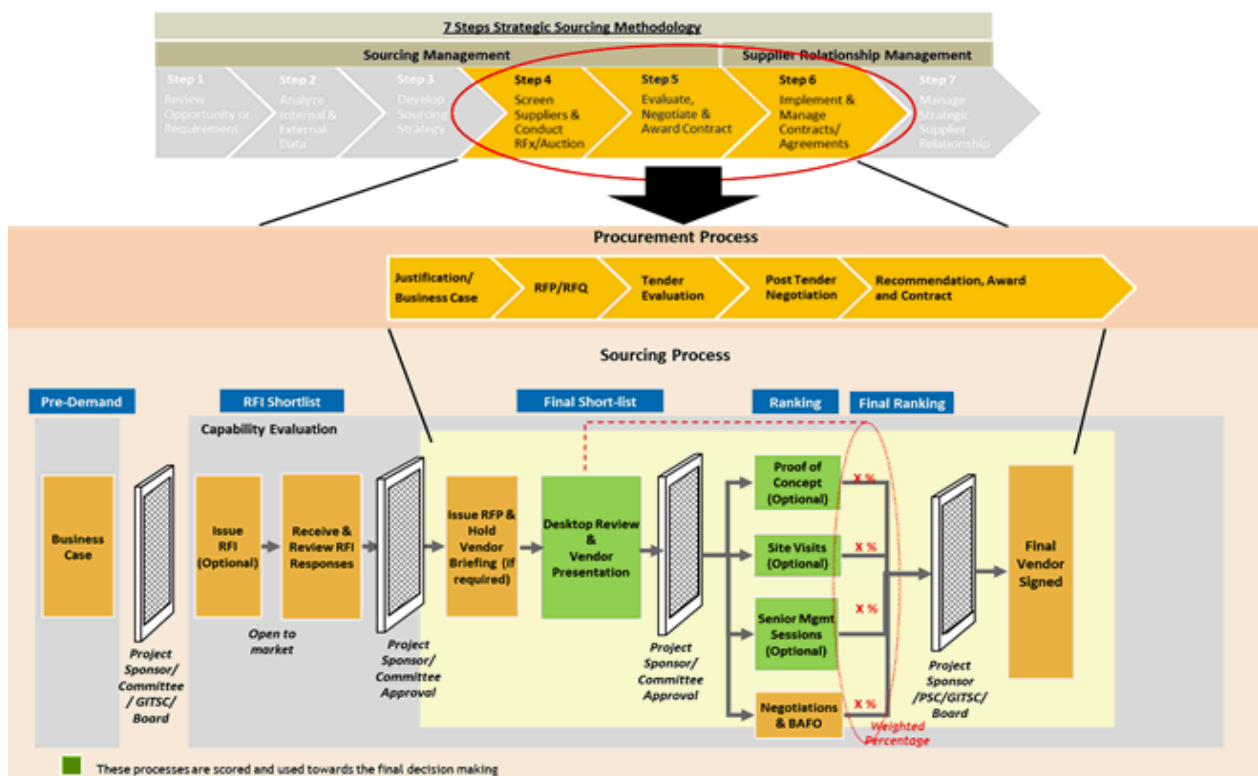 7 Steps Strategic Sourcing Methodology
Sourcing Management
Supplier Relationship Management
Step 1
Review
Opportunity or
Requirement
Step 2
Analyze
Internal &
External
Data
Step 3
Develop
Sourcing
Strategy
Step 4
Screen
Suppliers &
Conduct
RFx/Auction
Step 5
Evaluate,
Negotiate &
Award Contract
Step 6
Implement &
Manage
Contracts/
Agreements
Step 7
Manage
Strategic
Supplier
Relationship
Procurement Process
Justification/
Business Case
RFP/RFQ
Tender
Evaluation
Post Tender
Negotiation
Recommendation, Award
and Contract
Sourcing Process
Pre-Demand
RFI Shortlist
Final Short-list
Ranking
Final Ranking
Capability Evaluation
Business
Case
Project
Sponsor/
Committee
/ GITSC/
Board
Issue
RFI
(Optional)
Receive &
Review RFI
Responses
Open to
market
Project
Sponsor/
Committee
Approval
Issue RFP &
Hold
Vendor
Briefing (if
required)
Desktop Review
&
Vendor
Presentation
Project
Sponsor/
Committee
Approval
Proof of
Concept
(Optional)
X %
Site Visits
(Optional)
X %
Senior Mgmt
Sessions
(Optional)
X %
Negotiations
& BAFO
X %
Weighted
Percentage
Project
Sponsor
/PSC/GITSC/
Board
Final
Vendor
Signed
These processes are scored and used towards the final decision making